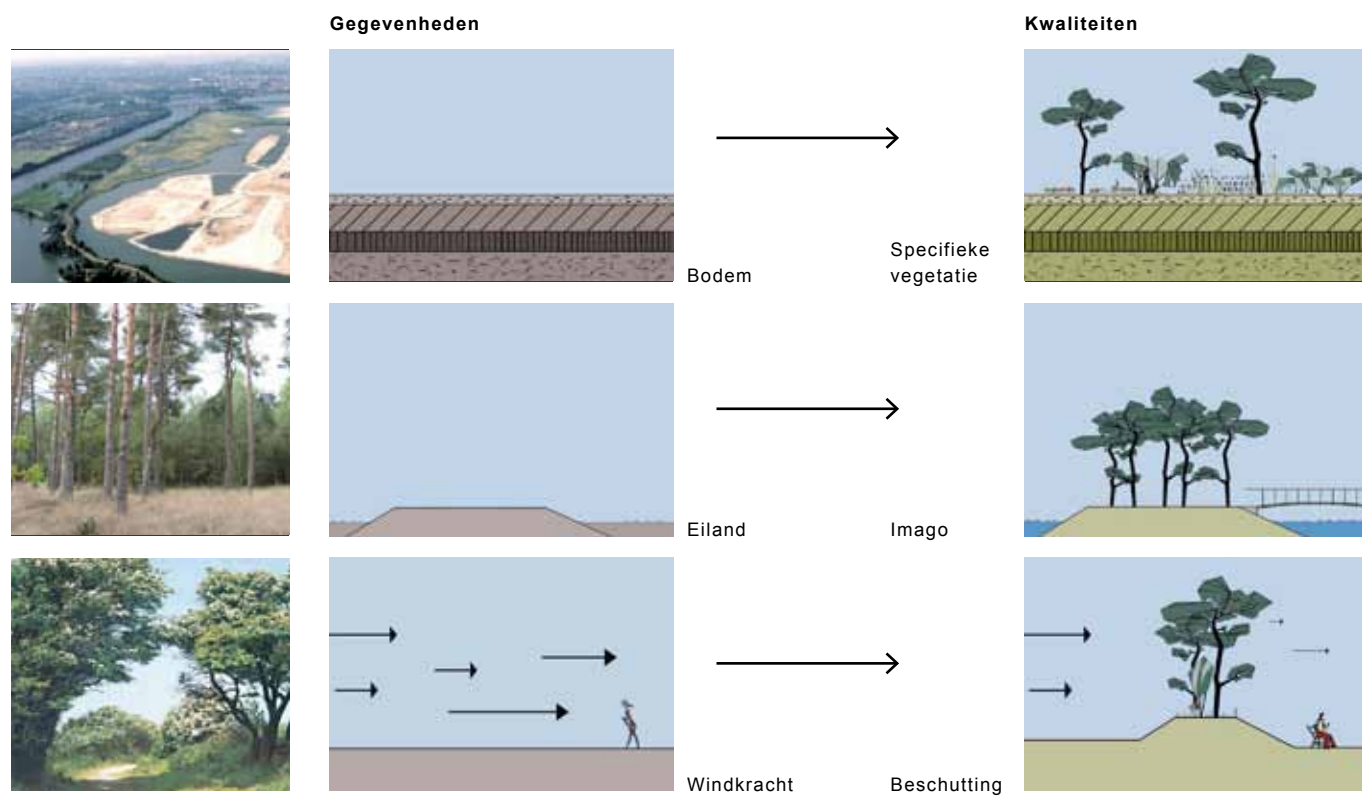 Gegevenheden
Kwaliteiten
Bodem
Specifieke
vegetatie
Eiland
Imago
Windkracht
Beschutting